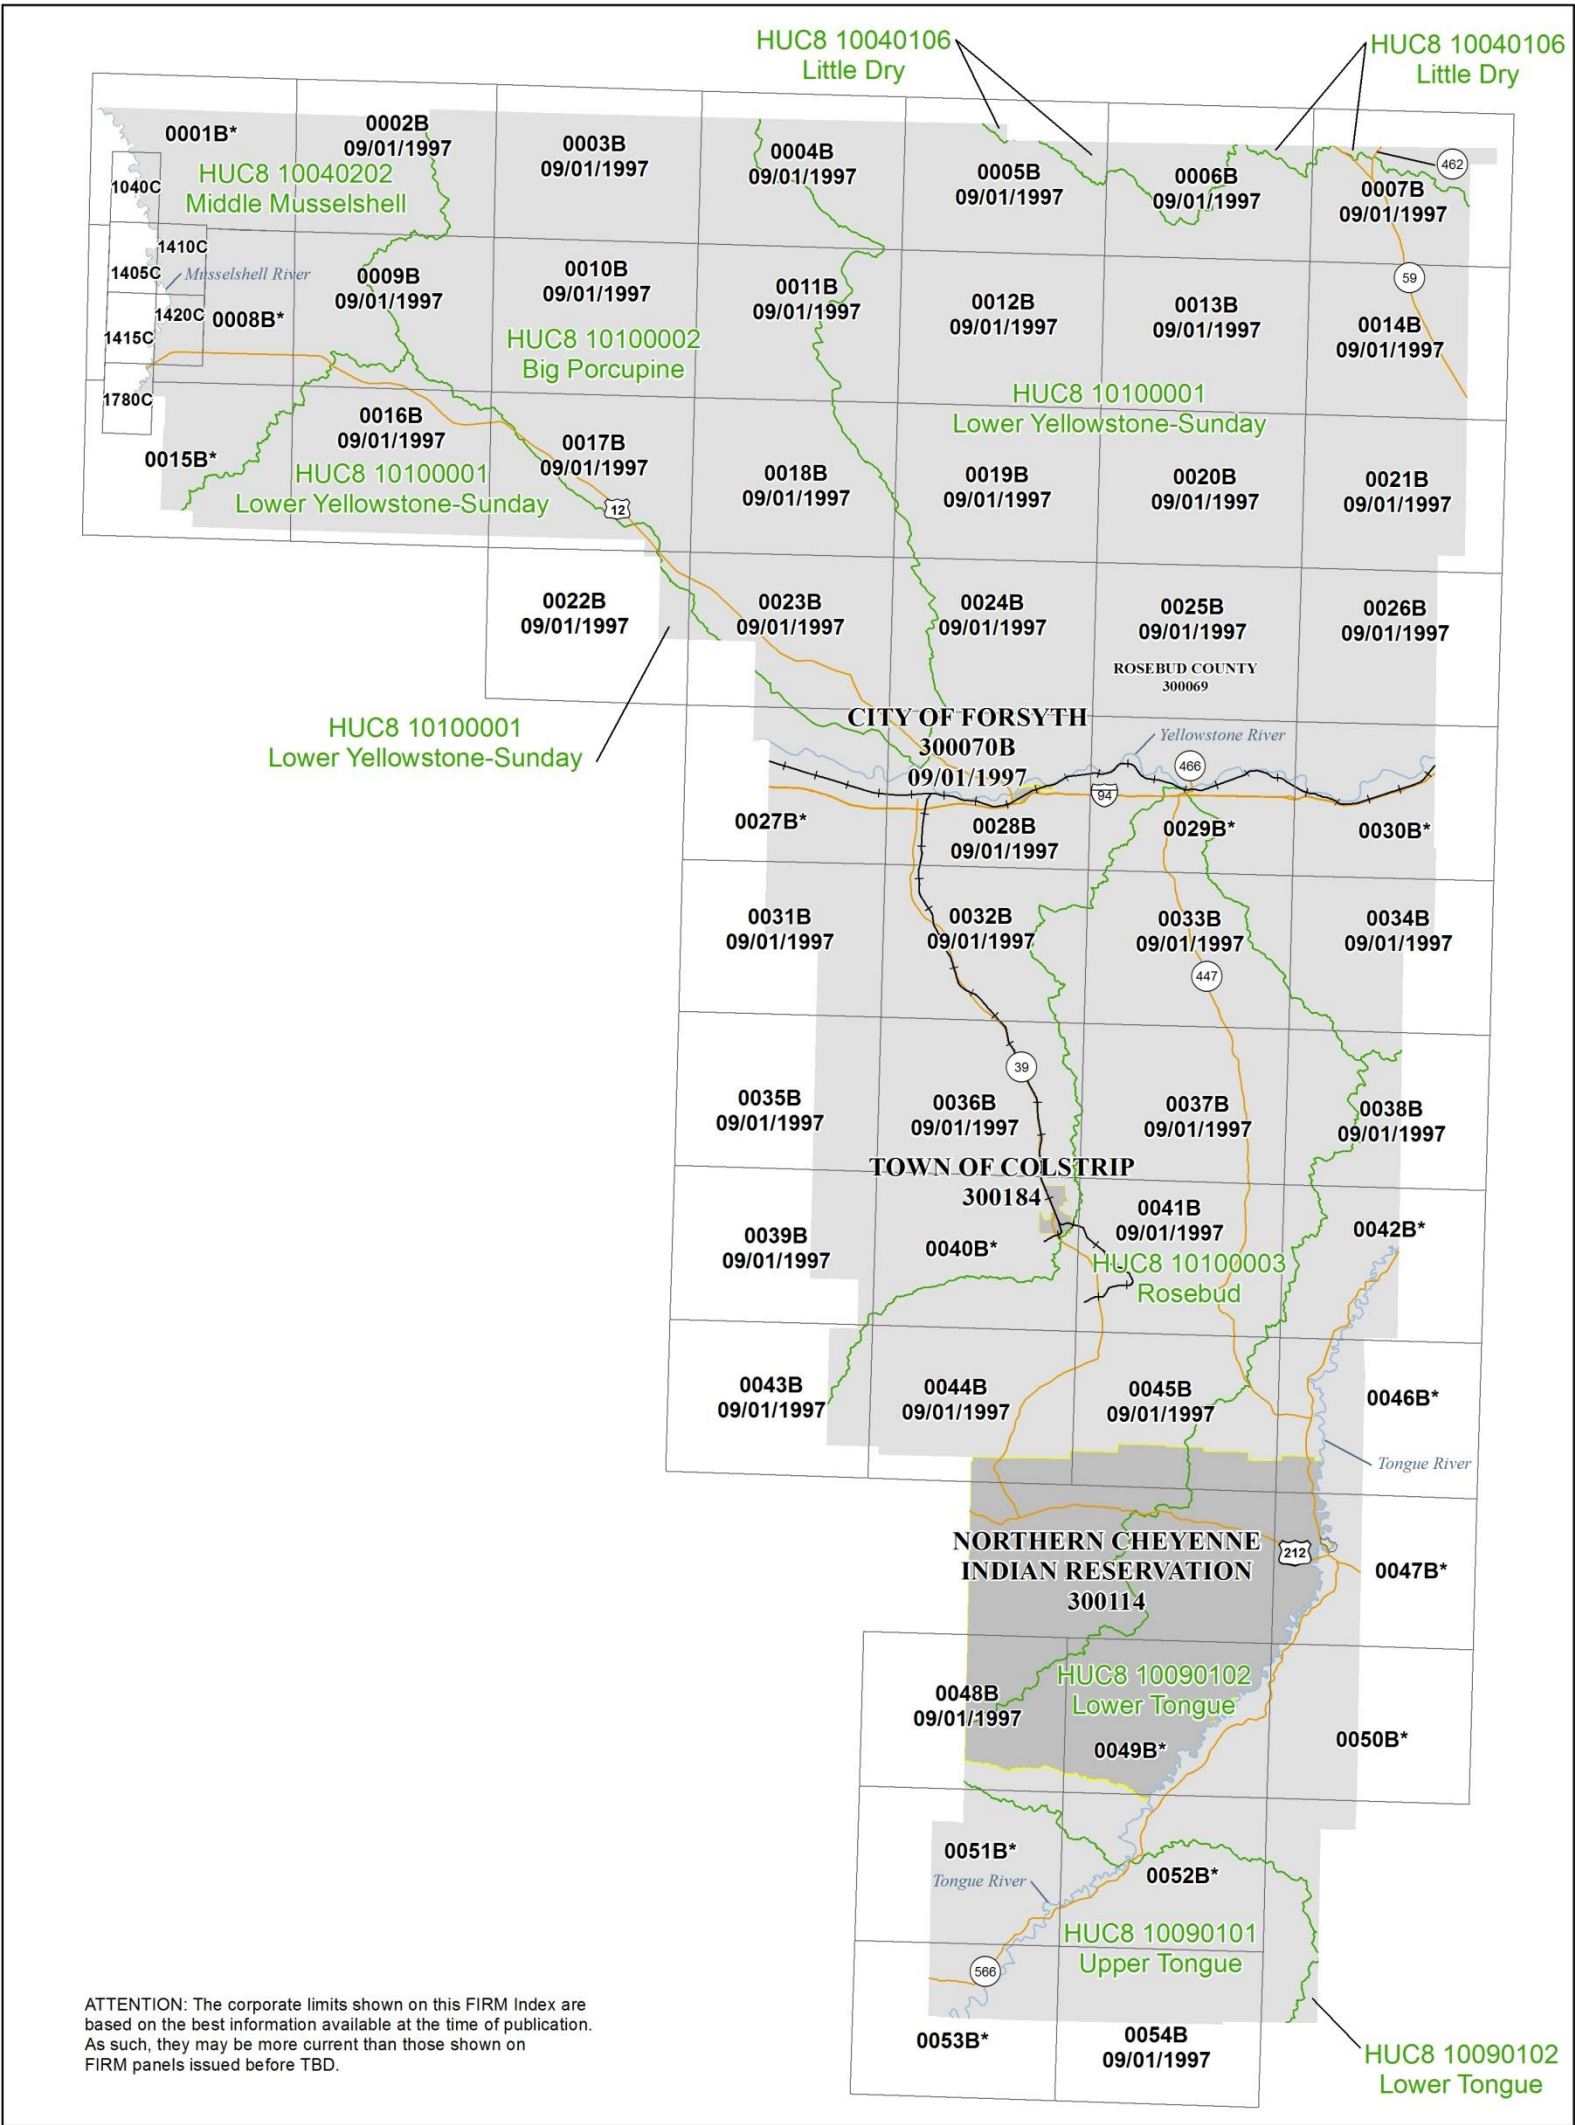 HUC8 10040106
Little Dry
HUC8 10040106
Little Dry
0001B*
0002B
09/01/1997
0003B
09/01/1997
0004B
09/01/1997
0005B
09/01/1997
0006B
09/01/1997
0007B
09/01/1997
462
HUC8 10040202
Middle Musselshell
1040C
1410C
1405C
Musselshell River
1420C
1415C
1780C
0008B*
0009B
09/01/1997
0010B
09/01/1997
0011B
09/01/1997
0012B
09/01/1997
0013B
09/01/1997
59
0014B
09/01/1997
HUC8 10100002
Big Porcupine
HUC8 10100001
Lower Yellowstone-Sunday
0015B*
0016B
09/01/1997
HUC8 10100001
Lower Yellowstone-Sunday
0017B
09/01/1997
12
0018B
09/01/1997
0019B
09/01/1997
0020B
09/01/1997
0021B
09/01/1997
0022B
09/01/1997
0023B
09/01/1997
0024B
09/01/1997
0025B
09/01/1997
0026B
09/01/1997
ROSEBUD COUNTY
300069
HUC8 10100001
Lower Yellowstone-Sunday
CITY OF FORSYTH
300070B
09/01/1997
Yellowstone River
466
94
0027B*
0028B
09/01/1997
0029B*
0030B*
0031B
09/01/1997
0032B
09/01/1997
0033B
09/01/1997
0034B
09/01/1997
447
39
0035B
09/01/1997
0036B
09/01/1997
0037B
09/01/1997
0038B
09/01/1997
TOWN OF COLSTRIP
300184
0039B
09/01/1997
0040B*
0041B
09/01/1997
0042B*
HUC8 10100003
Rosebud
0043B
09/01/1997
0044B
09/01/1997
0045B
09/01/1997
0046B*
Tongue River
NORTHERN CHEYENNE
INDIAN RESERVATION
300114
212
0047B*
HUC8 10090102
Lower Tongue
0048B
09/01/1997
0049B*
0050B*
0051B*
Tongue River
0052B*
HUC8 10090101
Upper Tongue
566
0053B*
0054B
09/01/1997
HUC8 10090102
Lower Tongue
ATTENTION: The corporate limits shown on this FIRM Index are
based on the best information available at the time of publication.
As such, they may be more current than those shown on
FIRM panels issued before TBD.